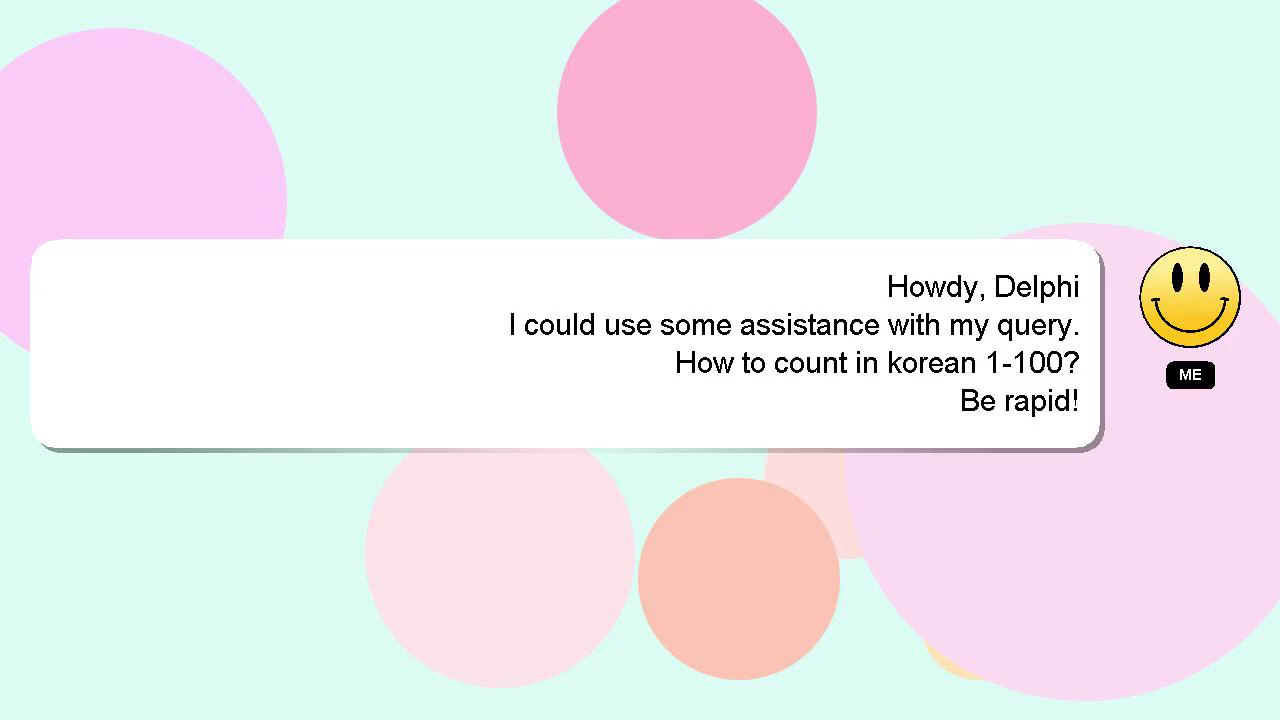 Howdy, Delphi
I could use some assistance with my query.
How to count in korean 1-100?
Be rapid!
ME